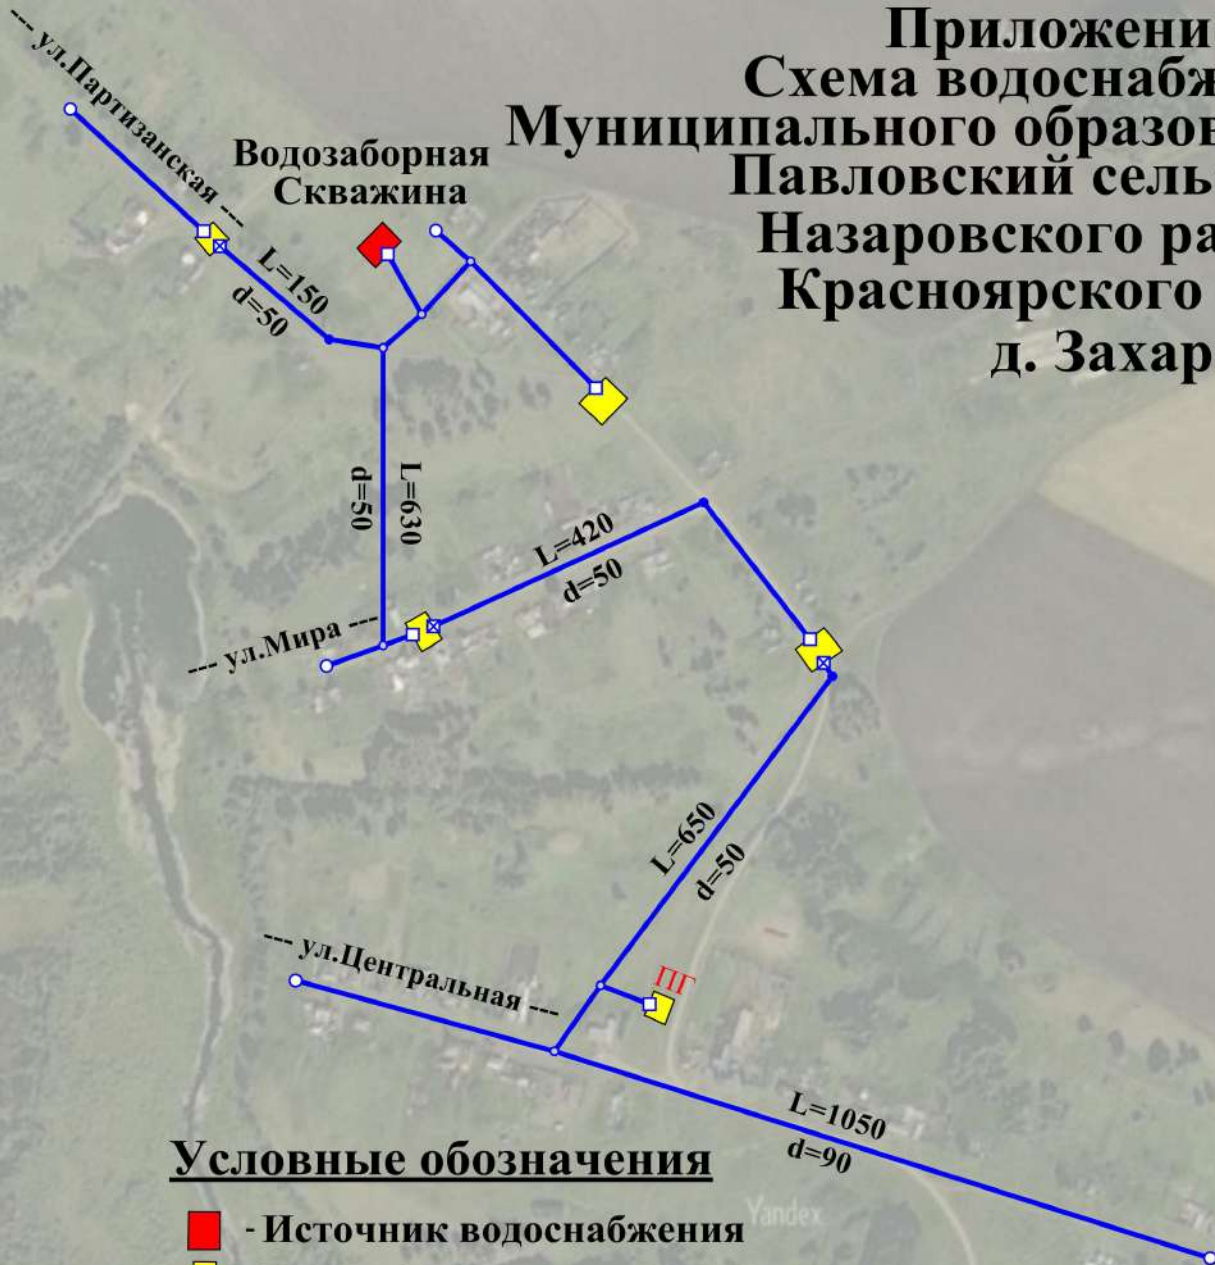 Приложени
Схема водоснабж
Муниципального образов
Павловский сель
Назаровского ра
Красноярского
д. Захар
--- ул.Партизанская ---
Водозаборная
Скважина
L=150
d=50
L=630
d=50
L=420
d=50
--- ул.Мира ---
L=650
d=50
--- ул.Центральная ---
ПГ
L=1050
d=90
Условные обозначения
- Источник водоснабжения
Yandex